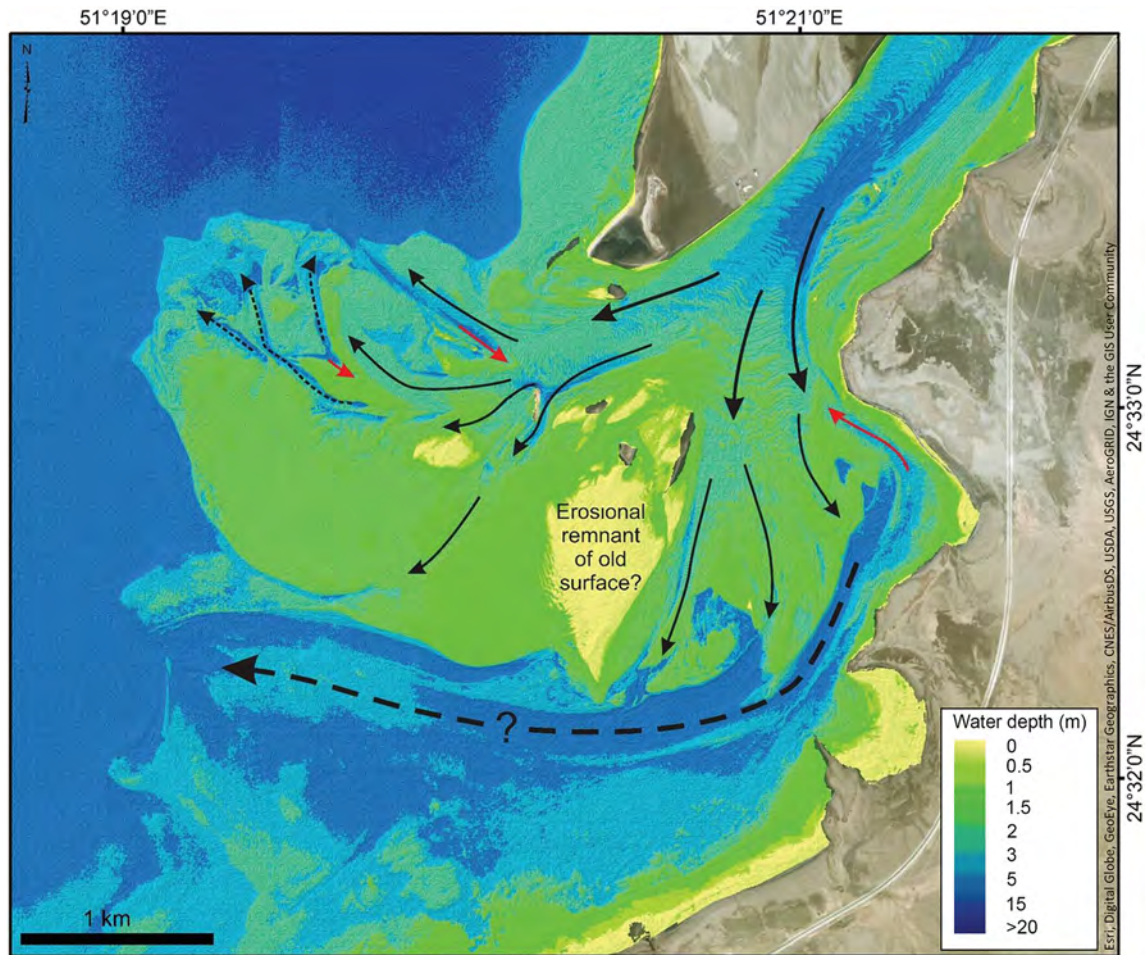 51°19'0"E
51°21'0"E
N
24°33'0"N
Erosional
remnant
of old
surface?
?
24°32'0"N
Water depth (m)
0
0.5
1
1.5
2
3
5
15
>20
1 km
Esri, Digital Globe, GeoEye, Earthstar Geographics, CNES/AirbusDS, USDA, USGS, AeroGRID, IGN & the GIS User Community